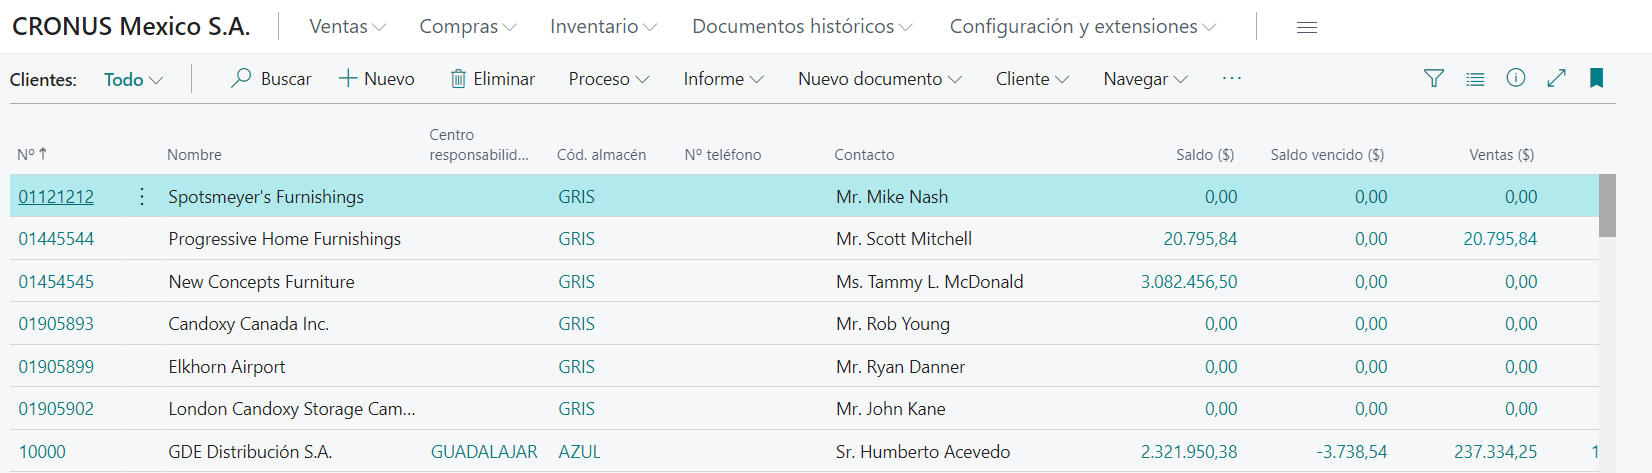 CRONUS Mexico S.A. Ventas Compras Inventario Documentos históricos Configuración y extensiones
Clientes: Todo Buscar Nuevo Eliminar Proceso Informe Nuevo documento Cliente Navegar ...
Nº ↑ Nombre Centro responsabilid... Cód. almacén Nº teléfono Contacto Saldo ($) Saldo vencido ($) Ventas ($)
01121212 Spotsmeyer's Furnishings GRIS Mr. Mike Nash 0,00 0,00 0,00
01445544 Progressive Home Furnishings GRIS Mr. Scott Mitchell 20.795,84 0,00 20.795,84
01454545 New Concepts Furniture GRIS Ms. Tammy L. McDonald 3.082.456,50 0,00 0,00
01905893 Candoxy Canada Inc. GRIS Mr. Rob Young 0,00 0,00 0,00
01905899 Elkhorn Airport GRIS Mr. Ryan Danner 0,00 0,00 0,00
01905902 London Candoxy Storage Cam... GRIS Mr. John Kane 0,00 0,00 0,00
10000 GDE Distribución S.A. GUADALAJAR AZUL Sr. Humberto Acevedo 2.321.950,38 -3.738,54 237.334,25 1